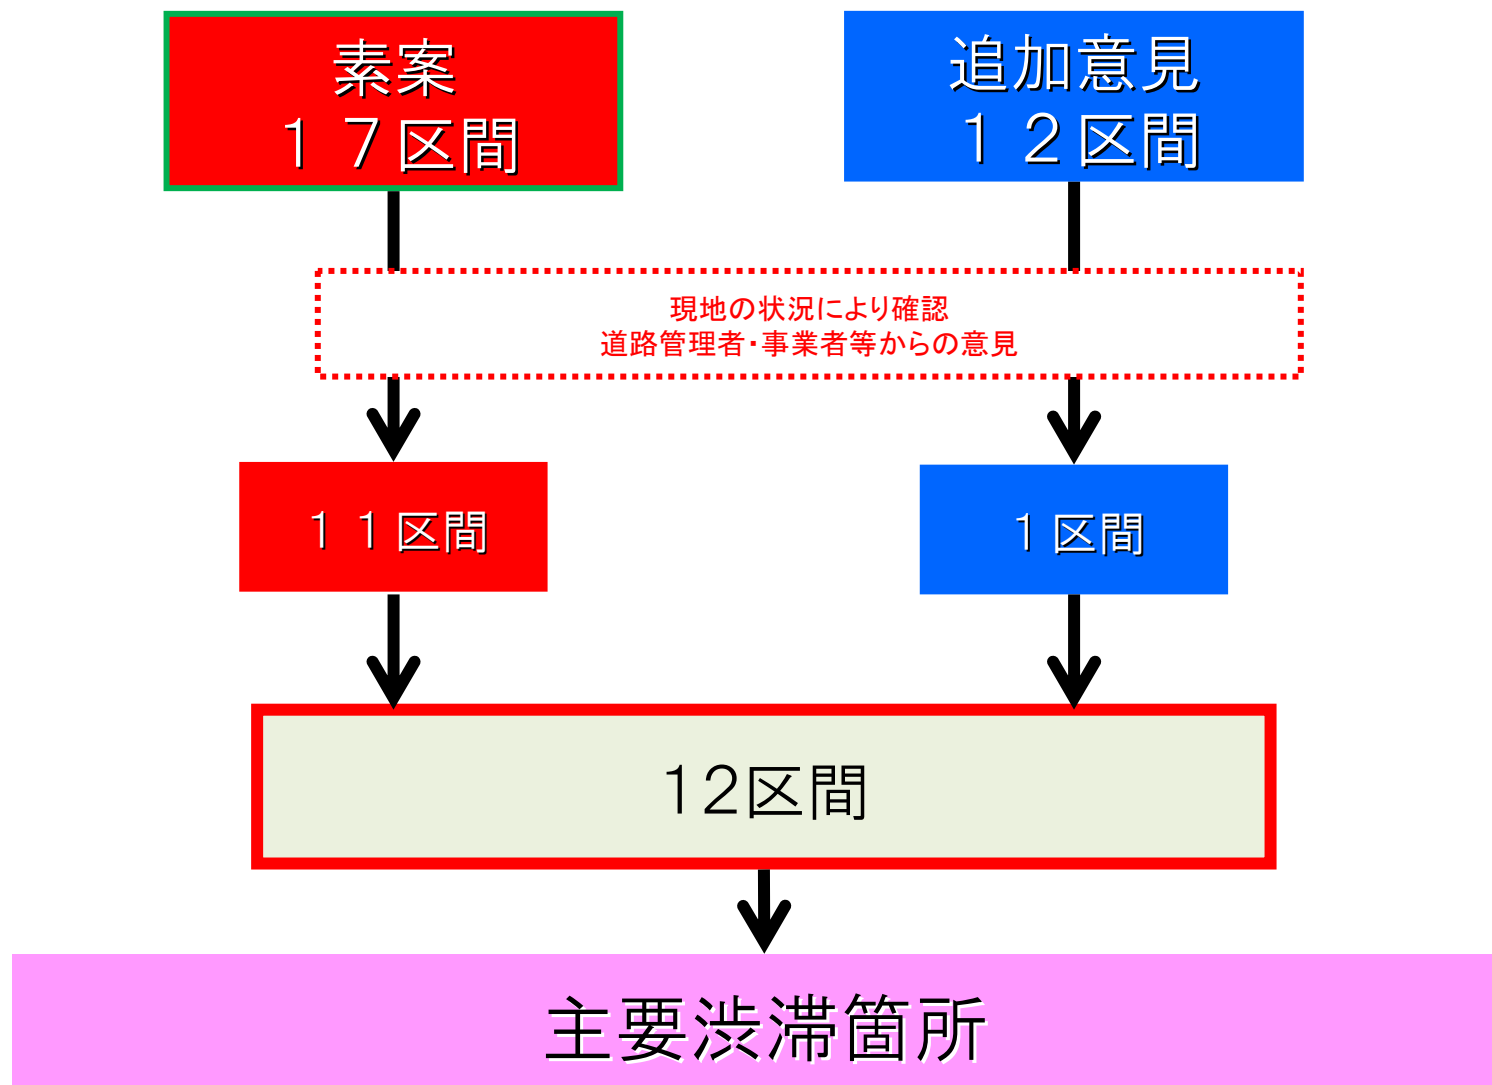 素案
１７区間
追加意見
１２区間
現地の状況により確認
道路管理者・事業者等からの意見
１１区間
１区間
12区間
主要渋滞箇所